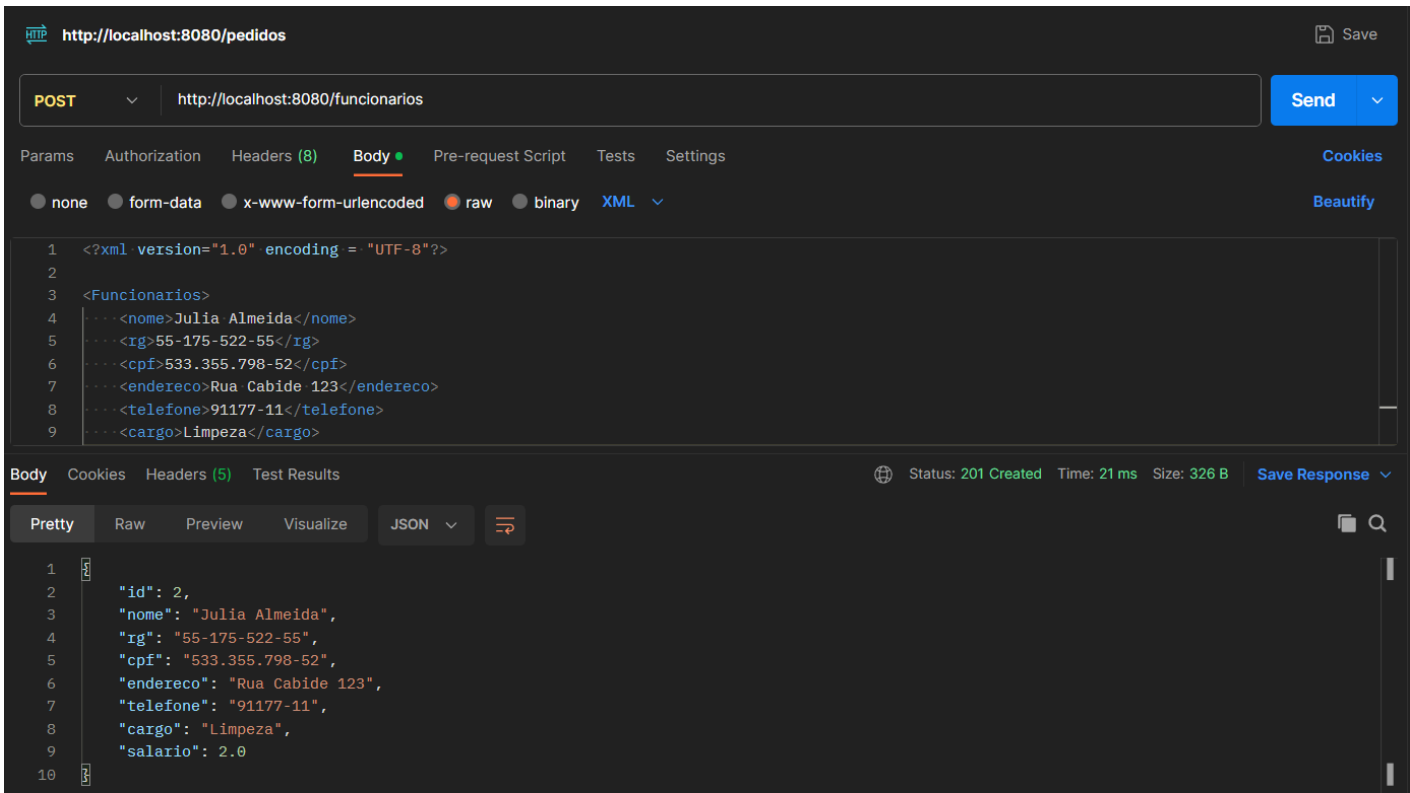 HTTP http://localhost:8080/pedidos Save
POST http://localhost:8080/funcionarios Send
Params Authorization Headers (8) Body Pre-request Script Tests Settings Cookies
none form-data x-www-form-urlencoded raw binary XML Beautify
1 <?xml version="1.0" encoding = "UTF-8"?>
2
3 <Funcionarios>
4 <nome>Julia Almeida</nome>
5 <rg>55-175-522-55</rg>
6 <cpf>533.355.798-52</cpf>
7 <endereco>Rua Cabide 123</endereco>
8 <telefone>91177-11</telefone>
9 <cargo>Limpeza</cargo>
Body Cookies Headers (5) Test Results Status: 201 Created Time: 21 ms Size: 326 B Save Response
Pretty Raw Preview Visualize JSON
1 {
2 "id": 2,
3 "nome": "Julia Almeida",
4 "rg": "55-175-522-55",
5 "cpf": "533.355.798-52",
6 "endereco": "Rua Cabide 123",
7 "telefone": "91177-11",
8 "cargo": "Limpeza",
9 "salario": 2.0
10 }